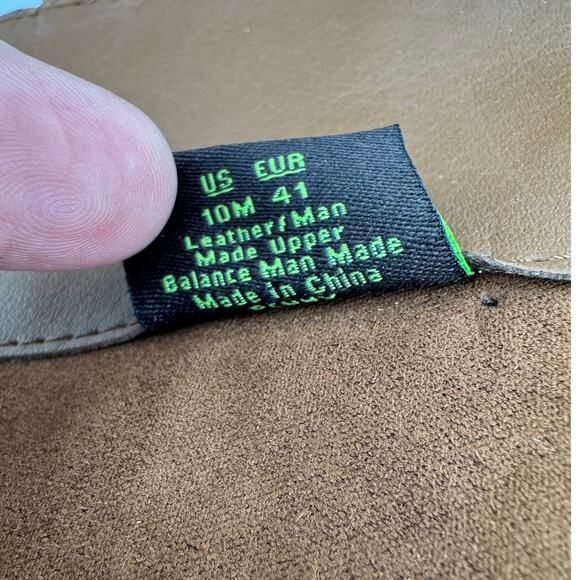 US EUR
10M 41
Leather/Man
Made Upper
Balance Man Made
Made in China